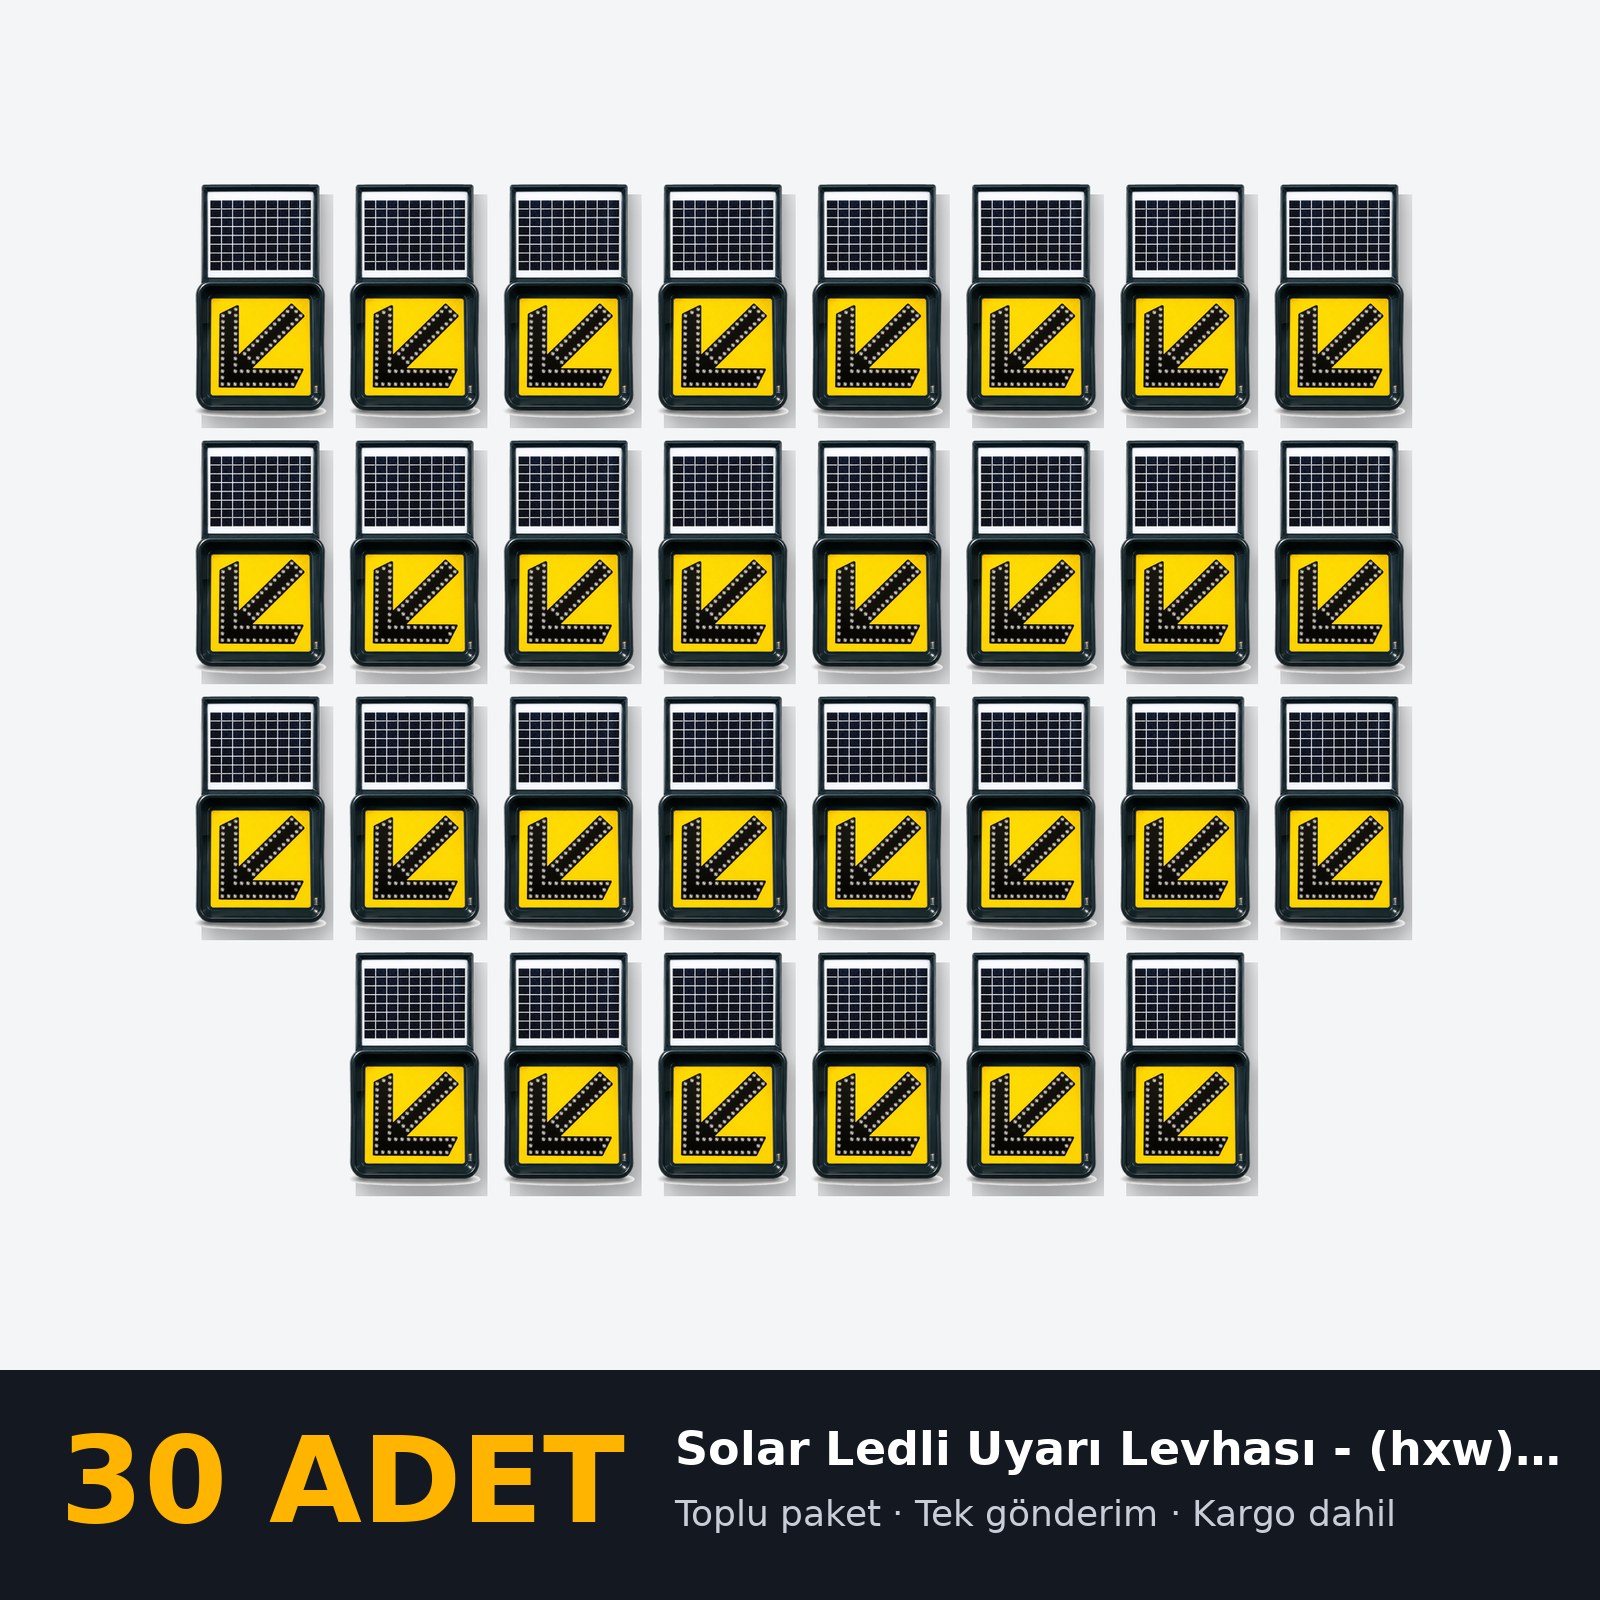 30 ADET
Solar Ledli Uyarı Levhası - (hxw)...
Toplu paket · Tek gönderim · Kargo dahil